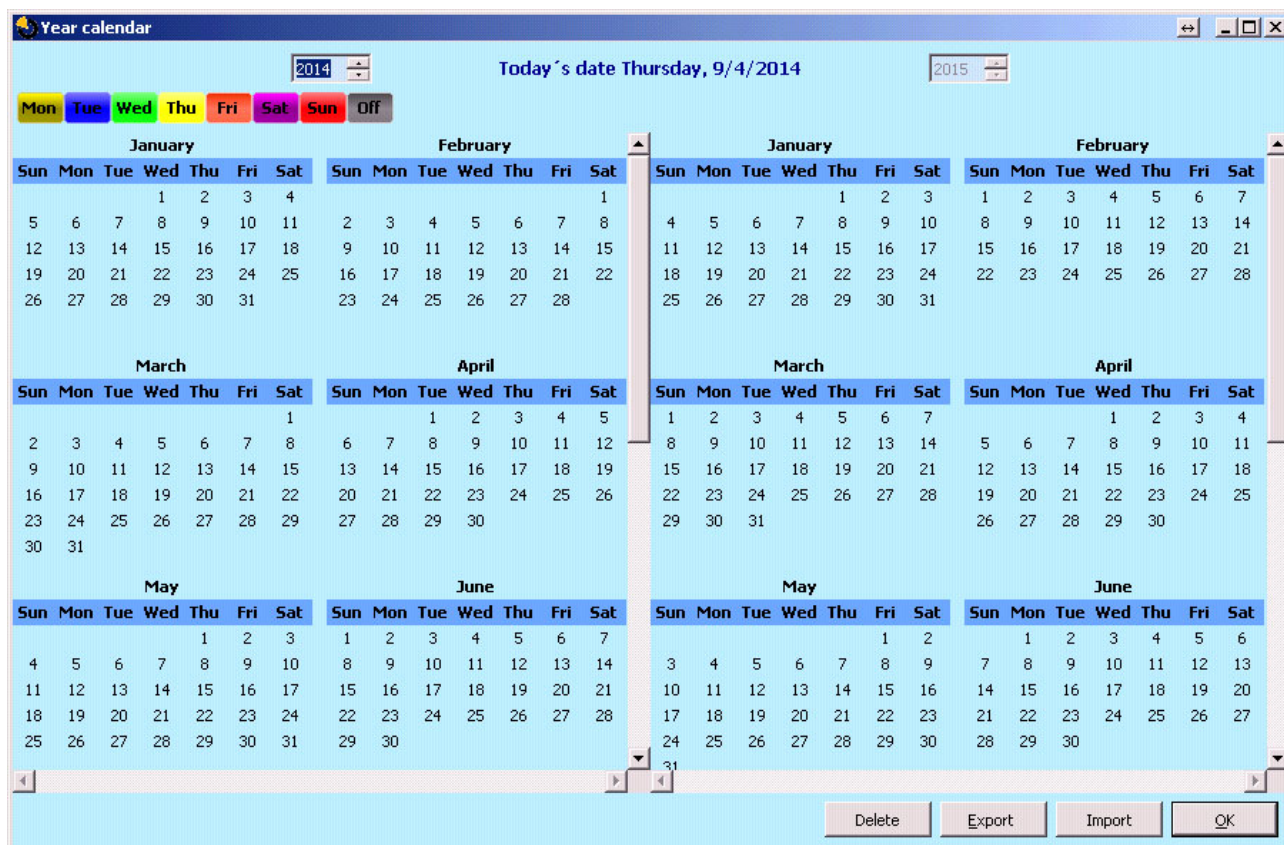 Year calendar
2014 Today´s date Thursday, 9/4/2014 2015
Mon Tue Wed Thu Fri Sat Sun Off
January February January February
Sun Mon Tue Wed Thu Fri Sat Sun Mon Tue Wed Thu Fri Sat Sun Mon Tue Wed Thu Fri Sat Sun Mon Tue Wed Thu Fri Sat
1 2 3 4 1 1 2 3 1 2 3 4 5 6 7
5 6 7 8 9 10 11 2 3 4 5 6 7 8 4 5 6 7 8 9 10 8 9 10 11 12 13 14
12 13 14 15 16 17 18 9 10 11 12 13 14 15 11 12 13 14 15 16 17 15 16 17 18 19 20 21
19 20 21 22 23 24 25 16 17 18 19 20 21 22 18 19 20 21 22 23 24 22 23 24 25 26 27 28
26 27 28 29 30 31 23 24 25 26 27 28 25 26 27 28 29 30 31
March April March April
Sun Mon Tue Wed Thu Fri Sat Sun Mon Tue Wed Thu Fri Sat Sun Mon Tue Wed Thu Fri Sat Sun Mon Tue Wed Thu Fri Sat
1 1 2 3 4 5 1 2 3 4 5 6 7 1 2 3 4
2 3 4 5 6 7 8 6 7 8 9 10 11 12 8 9 10 11 12 13 14 5 6 7 8 9 10 11
9 10 11 12 13 14 15 13 14 15 16 17 18 19 15 16 17 18 19 20 21 12 13 14 15 16 17 18
16 17 18 19 20 21 22 20 21 22 23 24 25 26 22 23 24 25 26 27 28 19 20 21 22 23 24 25
23 24 25 26 27 28 29 27 28 29 30 29 30 31 26 27 28 29 30
30 31
May June May June
Sun Mon Tue Wed Thu Fri Sat Sun Mon Tue Wed Thu Fri Sat Sun Mon Tue Wed Thu Fri Sat Sun Mon Tue Wed Thu Fri Sat
1 2 3 1 2 3 4 5 6 7 1 2 1 2 3 4 5 6
4 5 6 7 8 9 10 8 9 10 11 12 13 14 3 4 5 6 7 8 9 7 8 9 10 11 12 13
11 12 13 14 15 16 17 15 16 17 18 19 20 21 10 11 12 13 14 15 16 14 15 16 17 18 19 20
18 19 20 21 22 23 24 22 23 24 25 26 27 28 17 18 19 20 21 22 23 21 22 23 24 25 26 27
25 26 27 28 29 30 31 29 30 24 25 26 27 28 29 30 28 29 30
31
Delete Export Import OK